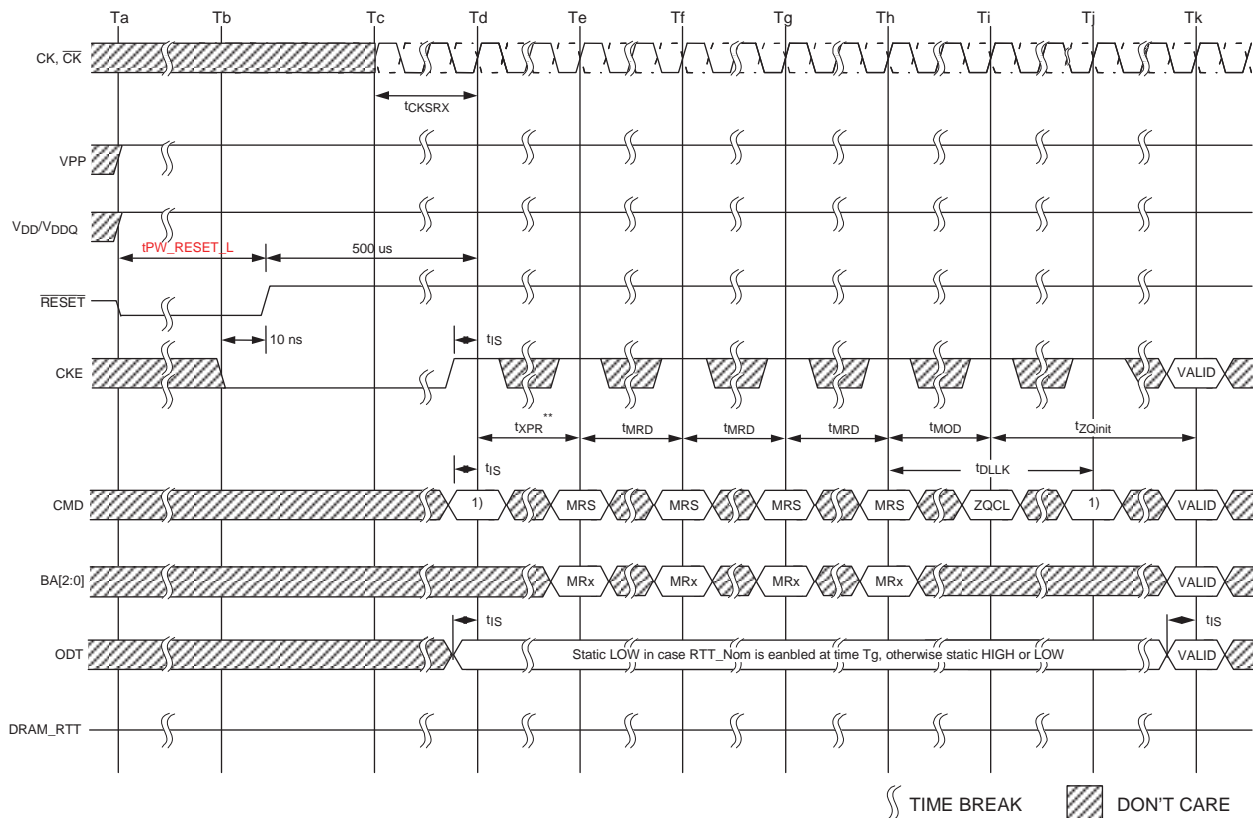 Ta Tb Tc Td Te Tf Tg Th Ti Tj Tk
CK, CK
tCKSRX
VPP
VDD/VDDQ
tPW_RESET_L 500 us
RESET
10 ns tIS
CKE VALID
tXPR** tMRD tMRD tMRD tMOD tZQinit
tIS tDLLK
CMD 1) MRS MRS MRS MRS ZQCL 1) VALID
BA[2:0] MRx MRx MRx MRx VALID
tIS tIS
ODT Static LOW in case RTT_Nom is eanbled at time Tg, otherwise static HIGH or LOW VALID
DRAM_RTT
TIME BREAK DON'T CARE